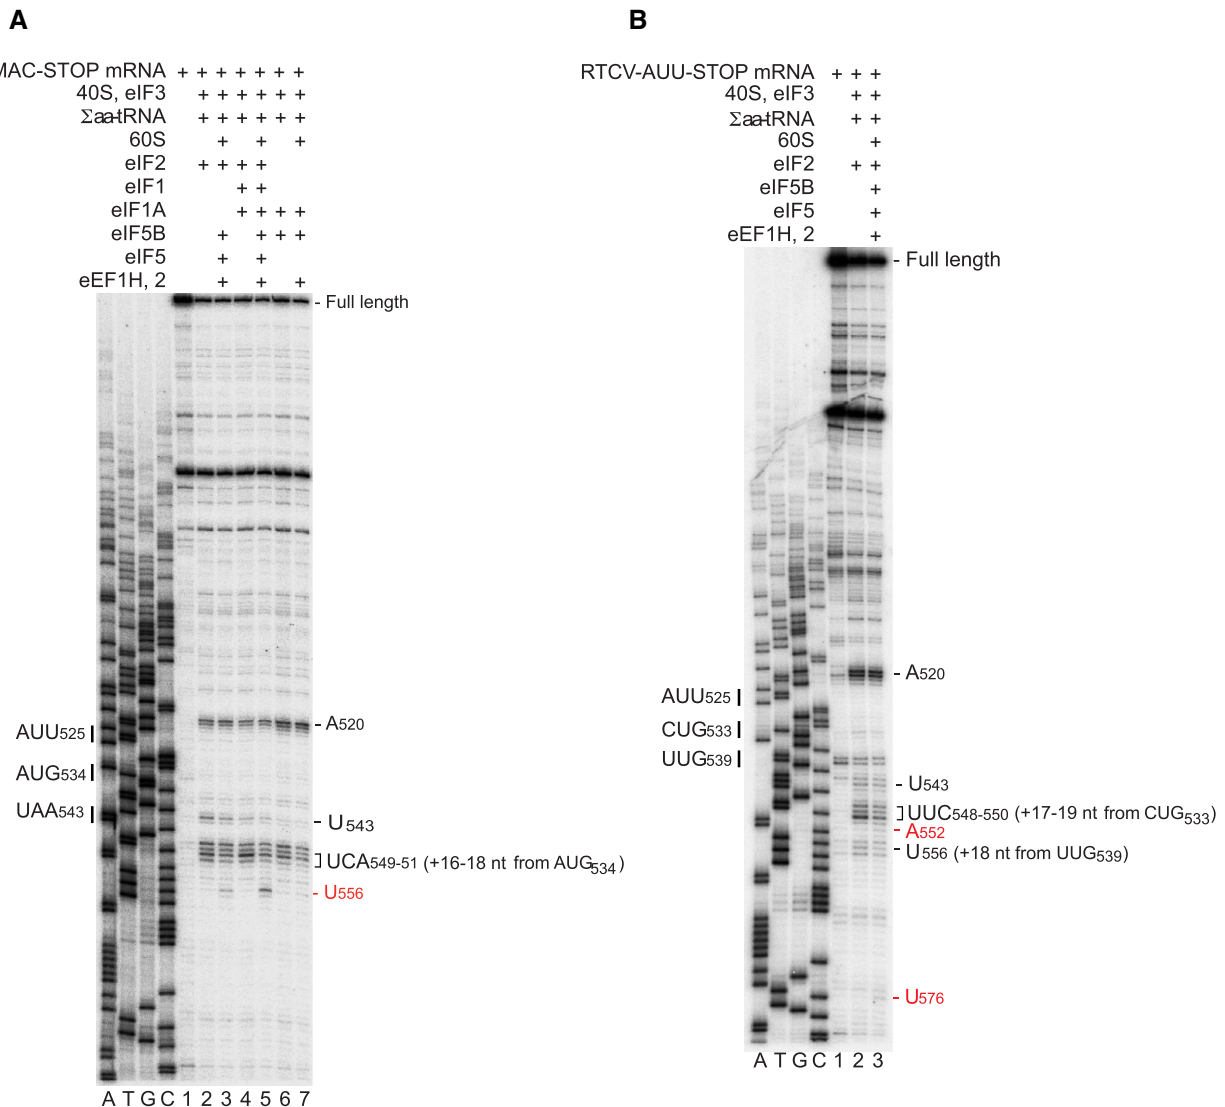 A
MAC-STOP mRNA + + + + + + +
40S, eIF3 + + + + + +
Σaa-tRNA + + + + + +
60S + + +
eIF2 + + + +
eIF1 + +
eIF1A + + + +
eIF5B + + + +
eIF5 + +
eEF1H, 2 + + +
- Full length
- A520
AUU525
AUG534
UAA543
- U543
UCA549-51 (+16-18 nt from AUG534)
- U556
A T G C 1 2 3 4 5 6 7
B
RTCV-AUU-STOP mRNA + + +
40S, eIF3 + +
Σaa-tRNA + +
60S +
eIF2 + +
eIF5B +
eIF5 +
eEF1H, 2 +
- Full length
- A520
AUU525
CUG533
UUG539
- U543
UUC548-550 (+17-19 nt from CUG533)
- A552
- U556 (+18 nt from UUG539)
- U576
A T G C 1 2 3